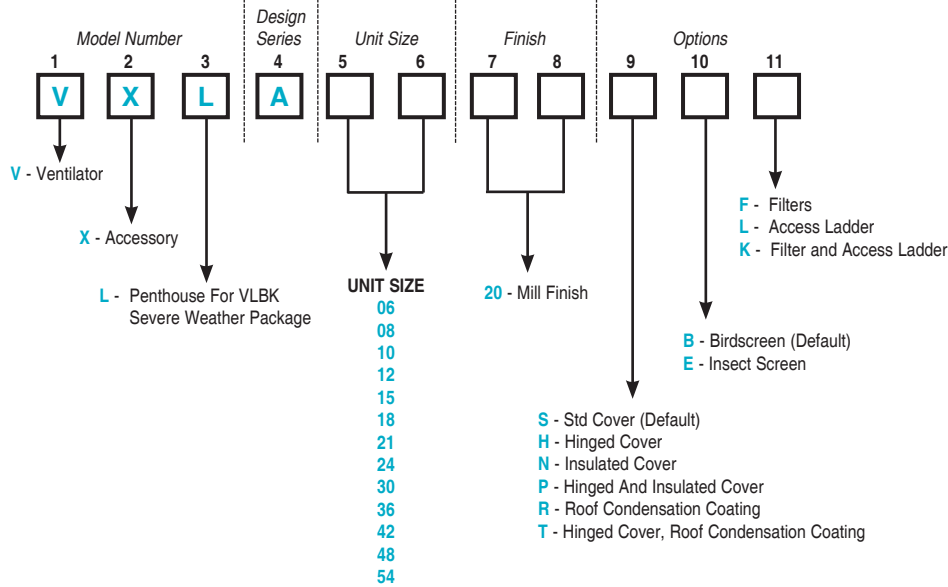 Model Number
Design
Series
Unit Size
Finish
Options
1 2 3 4 5 6 7 8 9 10 11
V X L A
V - Ventilator
X - Accessory
L - Penthouse For VLBK
Severe Weather Package
UNIT SIZE
06
08
10
12
15
18
21
24
30
36
42
48
54
20 - Mill Finish
S - Std Cover (Default)
H - Hinged Cover
N - Insulated Cover
P - Hinged And Insulated Cover
R - Roof Condensation Coating
T - Hinged Cover, Roof Condensation Coating
B - Birdscreen (Default)
E - Insect Screen
F - Filters
L - Access Ladder
K - Filter and Access Ladder